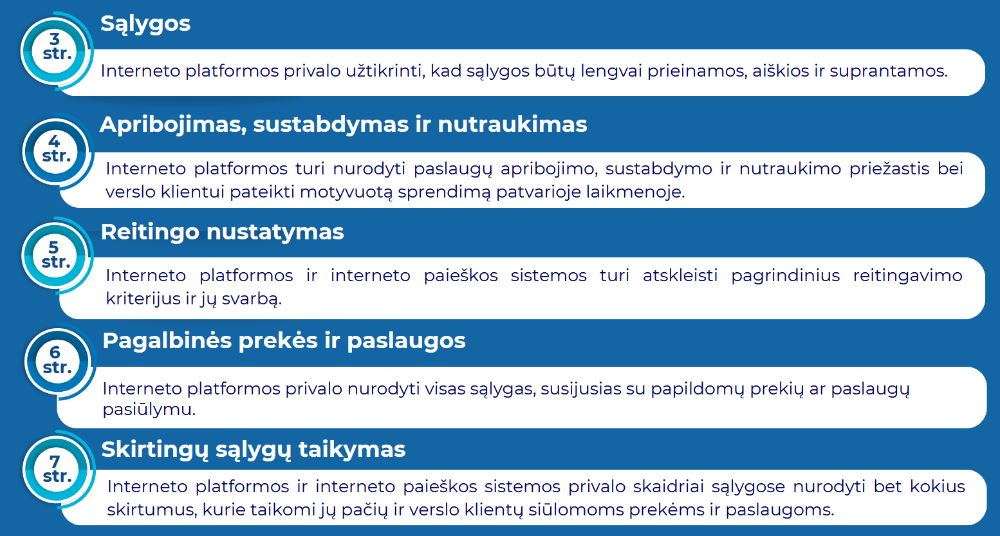 3
str.
Sąlygos
Interneto platformos privalo užtikrinti, kad sąlygos būtų lengvai prieinamos, aiškios ir suprantamos.
4
str.
Apribojimas, sustabdymas ir nutraukimas
Interneto platformos turi nurodyti paslaugų apribojimo, sustabdymo ir nutraukimo priežastis bei
verslo klientui pateikti motyvuotą sprendimą patvarioje laikmenoje.
5
str.
Reitingo nustatymas
Interneto platformos ir interneto paieškos sistemos turi atskleisti pagrindinius reitingavimo
kriterijus ir jų svarbą.
6
str.
Pagalbinės prekės ir paslaugos
Interneto platformos privalo nurodyti visas sąlygas, susijusias su papildomų prekių ar paslaugų
pasiūlymu.
7
str.
Skirtingų sąlygų taikymas
Interneto platformos ir interneto paieškos sistemos privalo skaidriai sąlygose nurodyti bet kokius
skirtumus, kurie taikomi jų pačių ir verslo klientų siūlomoms prekėms ir paslaugoms.